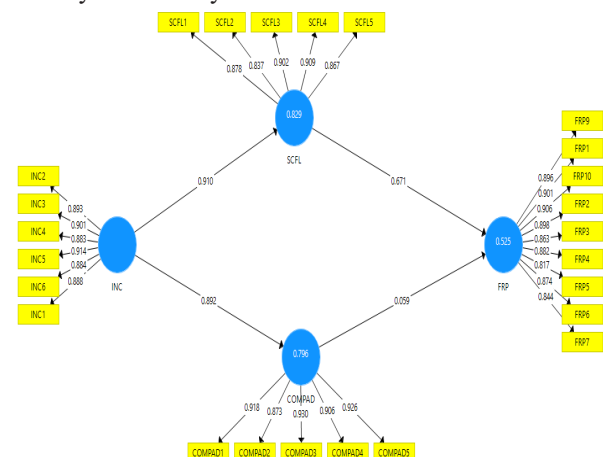 SCFL1 SCFL2 SCFL3 SCFL4 SCFL5
0.878 0.837 0.902 0.909 0.867
0.829
SCFL
0.910
0.671
INC2
INC3
INC4
INC5
INC6
INC1
0.893
0.901
0.883
0.914
0.884
0.888
INC
FRP9
FRP1
FRP10
FRP2
FRP3
FRP4
FRP5
FRP6
FRP7
0.896
0.901
0.906
0.898
0.863
0.882
0.817
0.874
0.844
0.525
FRP
0.892
0.059
0.796
COMPAD
0.918 0.873 0.930 0.906 0.926
COMPAD1 COMPAD2 COMPAD3 COMPAD4 COMPAD5